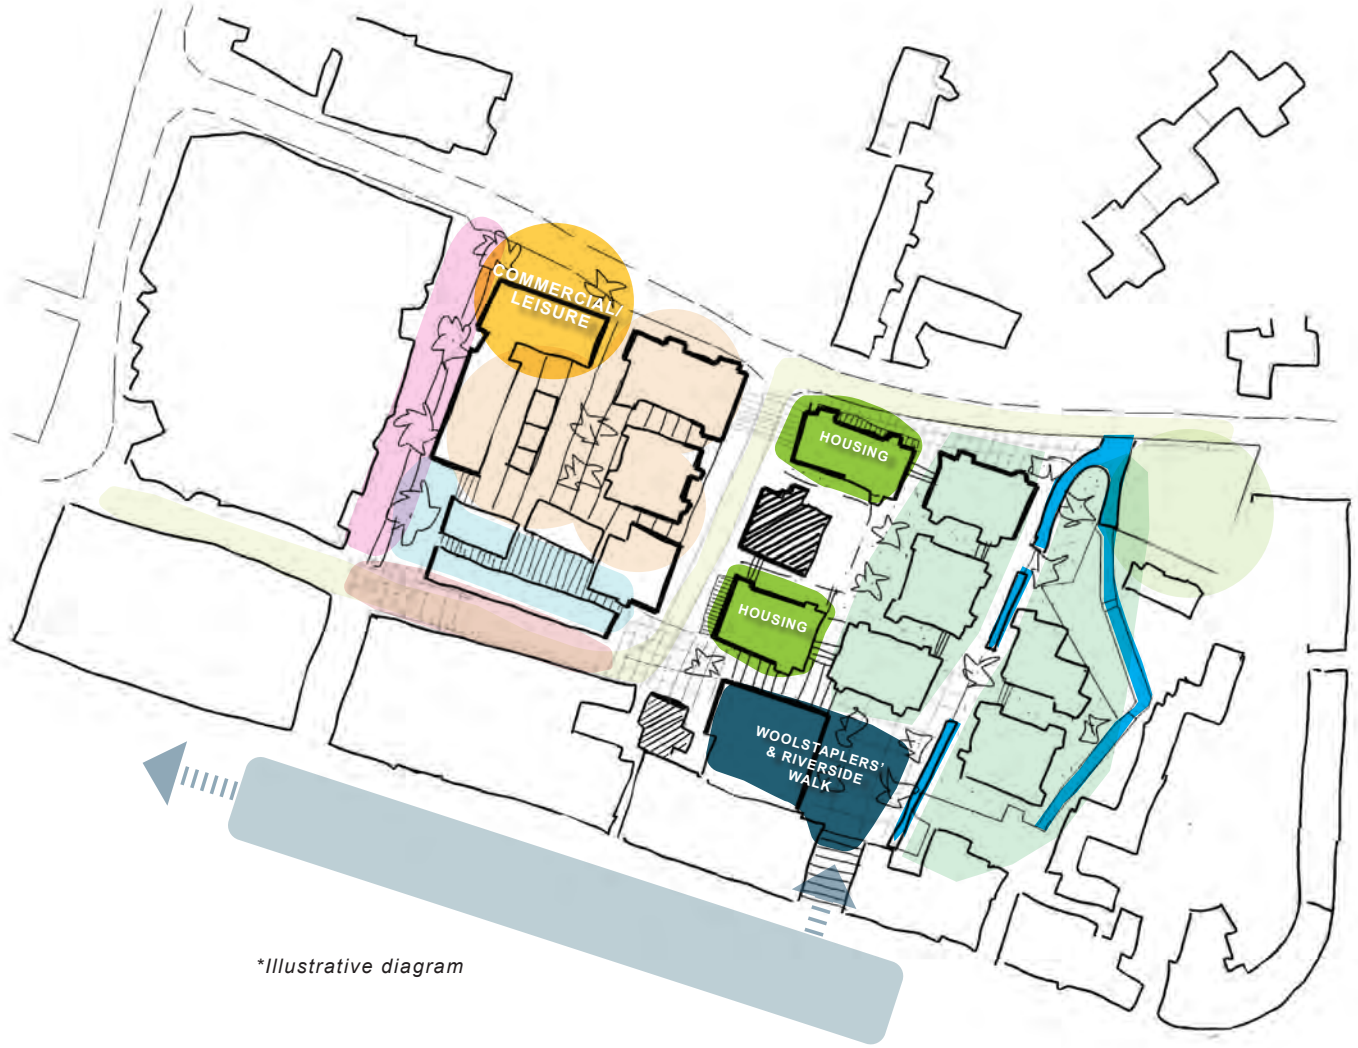 COMMERCIAL/
LEISURE
HOUSING
HOUSING
WOOLSTAPLERS'
& RIVERSIDE
WALK
*Illustrative diagram